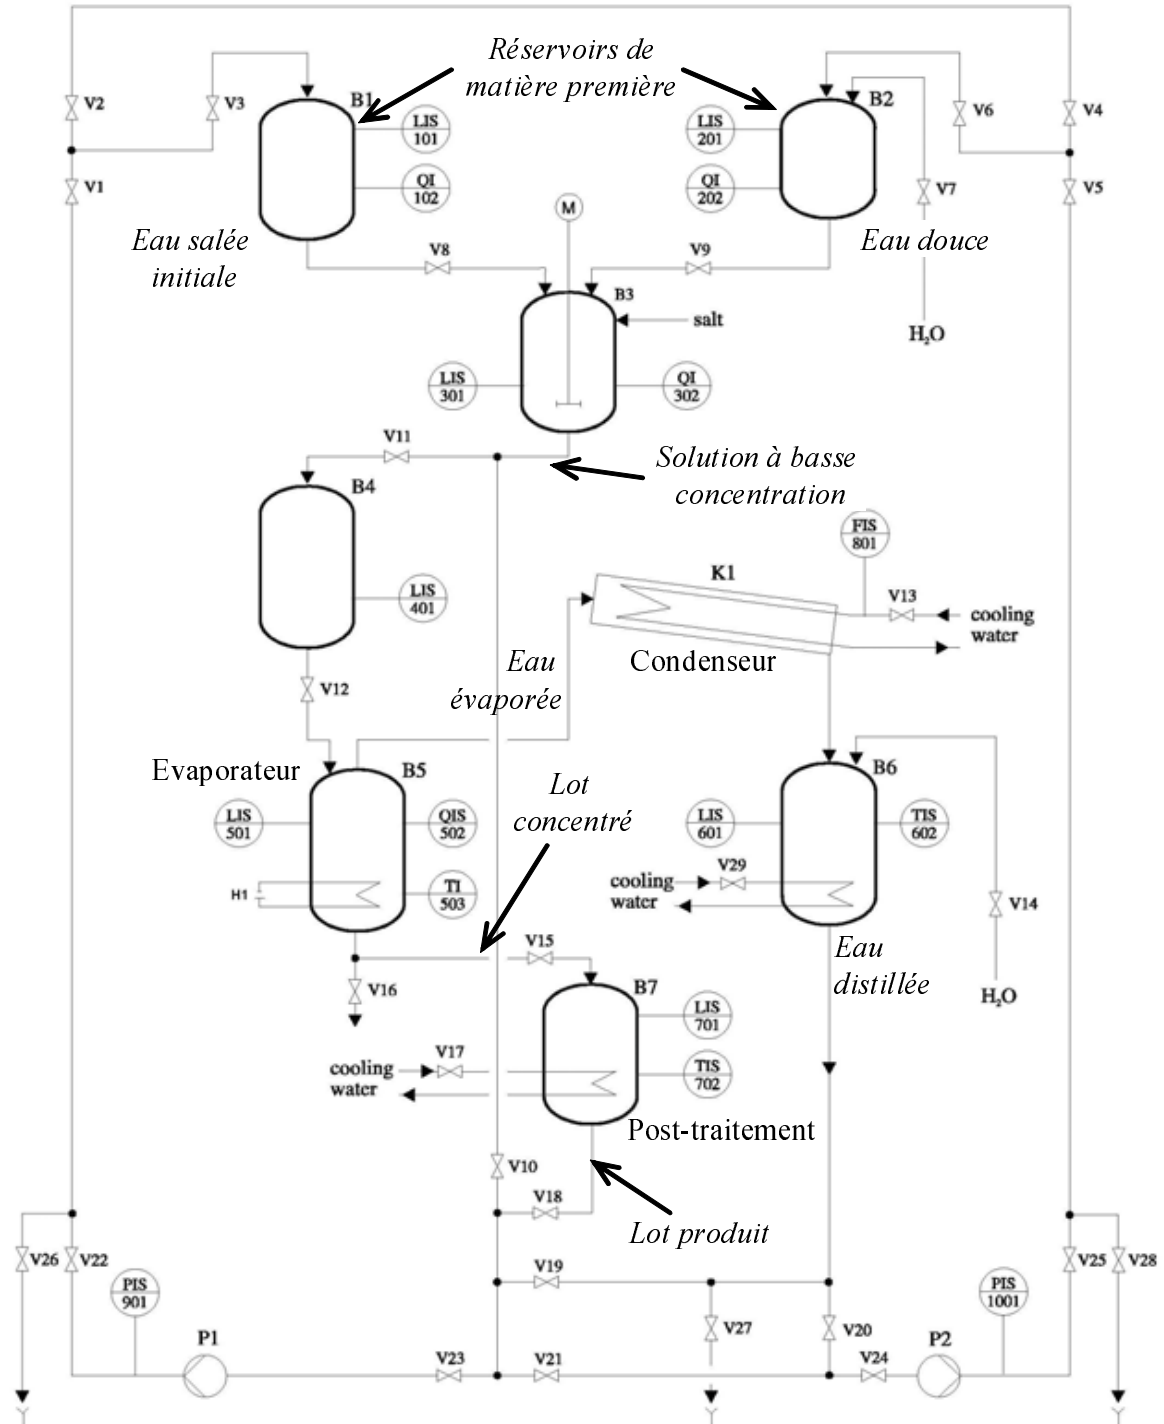 Réservoirs de
matière première
B1
B2
V2
V3
LIS
101
LIS
201
V6
V4
V1
QI
102
QI
202
V7
V5
M
Eau salée
initiale
Eau douce
V8
V9
B3
salt
H₂O
LIS
301
QI
302
V11
Solution à basse
concentration
B4
FIS
801
K1
LIS
401
V13
cooling
water
Condenseur
Eau
évaporée
V12
Evaporateur
B5
B6
Lot
concentré
LIS
501
QIS
502
LIS
601
TIS
602
V29
cooling
water
H1
TI
503
V14
V15
Eau
distillée
V16
B7
H₂O
LIS
701
V17
cooling
water
TIS
702
Post-traitement
V10
V18
Lot produit
V26
V22
V19
V25
V28
PIS
901
PIS
1001
V27
V20
P1
P2
V23
V21
V24